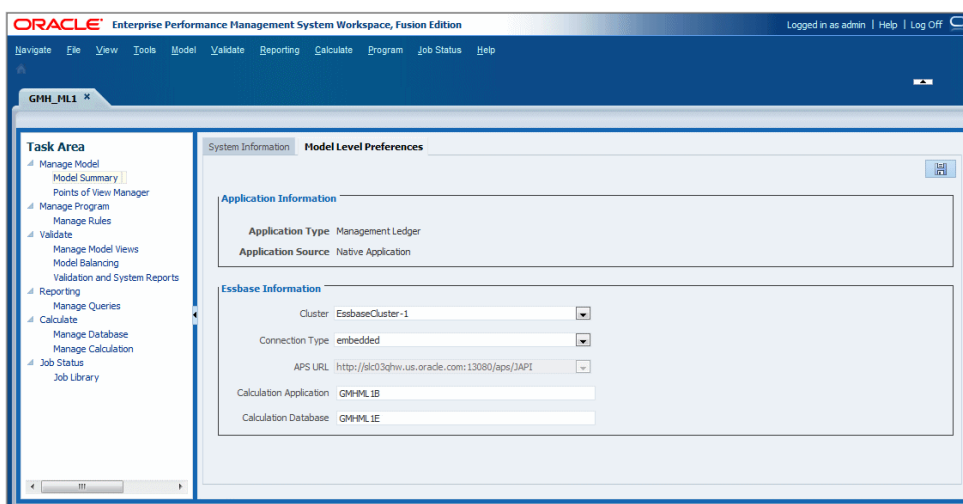 ORACLE Enterprise Performance Management System Workspace, Fusion Edition Logged in as admin | Help | Log Off
Navigate File View Tools Model Validate Reporting Calculate Program Job Status Help
GMH_ML1 ×
Task Area
Manage Model
Model Summary
Points of View Manager
Manage Program
Manage Rules
Validate
Manage Model Views
Model Balancing
Validation and System Reports
Reporting
Manage Queries
Calculate
Manage Database
Manage Calculation
Job Status
Job Library
System Information Model Level Preferences
Application Information
Application Type Management Ledger
Application Source Native Application
Essbase Information
Cluster EssbaseCluster-1
Connection Type embedded
APS URL http://slc03qhw.us.oracle.com:13080/aps/JAPI
Calculation Application GMHML1B
Calculation Database GMHML1E